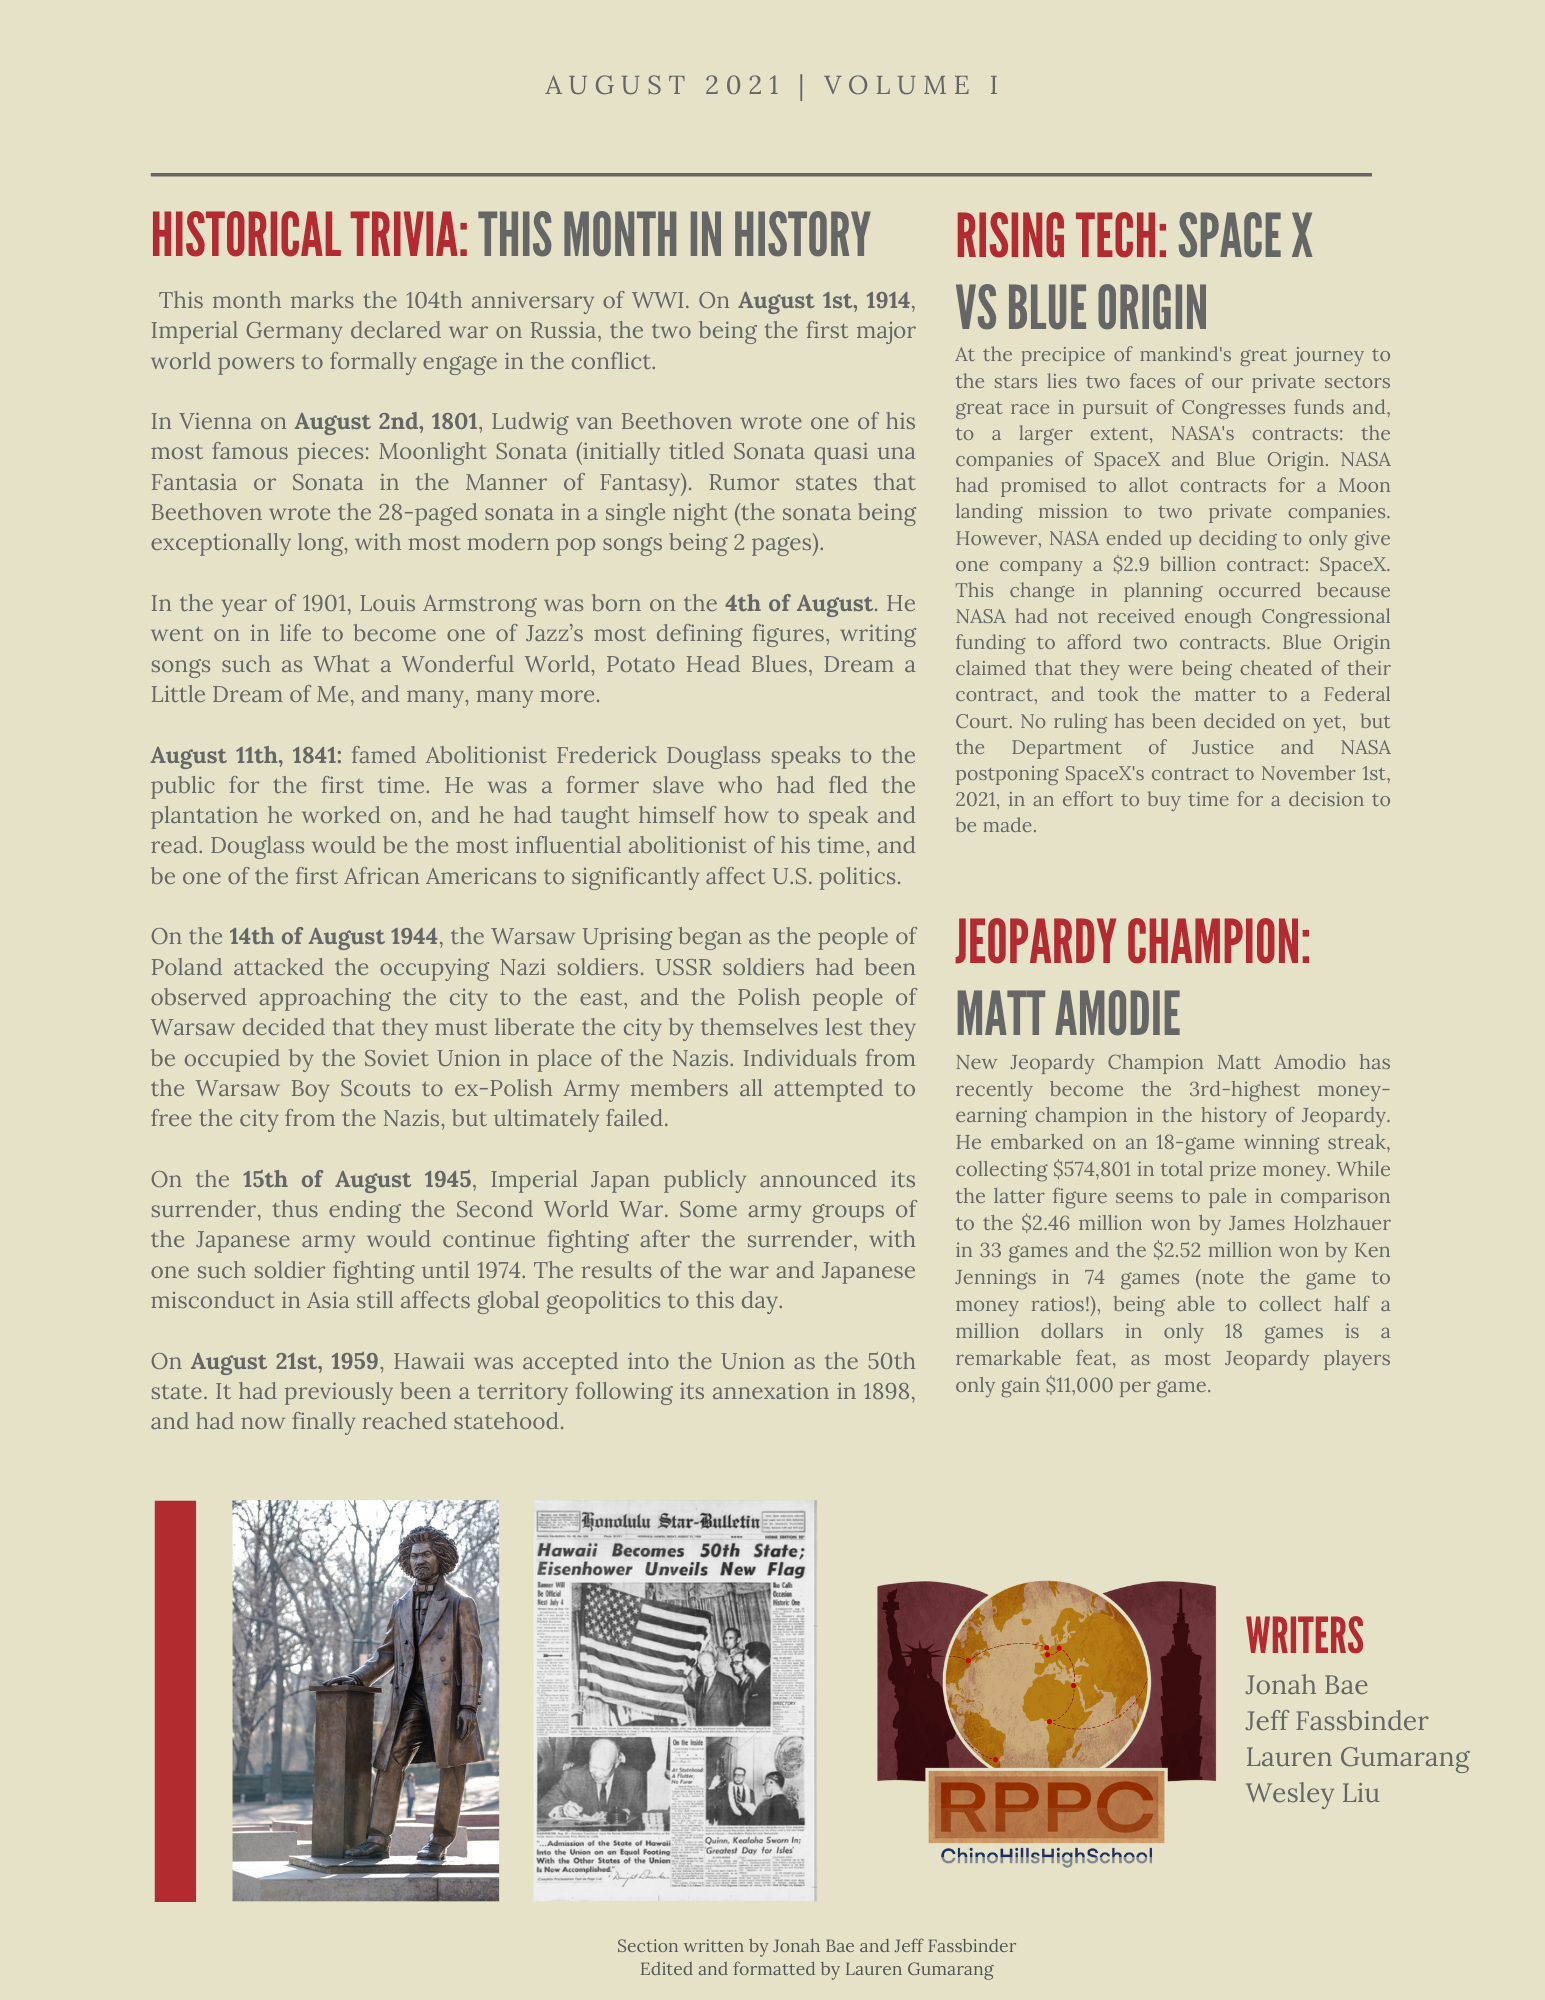 AUGUST 2021 | VOLUME I
HISTORICAL TRIVIA: THIS MONTH IN HISTORY
This month marks the 104th anniversary of WWI. On August 1st, 1914,
Imperial Germany declared war on Russia, the two being the first major
world powers to formally engage in the conflict.
In Vienna on August 2nd, 1801, Ludwig van Beethoven wrote one of his
most famous pieces: Moonlight Sonata (initially titled Sonata quasi una
Fantasia or Sonata in the Manner of Fantasy). Rumor states that
Beethoven wrote the 28-paged sonata in a single night (the sonata being
exceptionally long, with most modern pop songs being 2 pages).
In the year of 1901, Louis Armstrong was born on the 4th of August. He
went on in life to become one of Jazz’s most defining figures, writing
songs such as What a Wonderful World, Potato Head Blues, Dream a
Little Dream of Me, and many, many more.
August 11th, 1841: famed Abolitionist Frederick Douglass speaks to the
public for the first time. He was a former slave who had fled the
plantation he worked on, and he had taught himself how to speak and
read. Douglass would be the most influential abolitionist of his time, and
be one of the first African Americans to significantly affect U.S. politics.
On the 14th of August 1944, the Warsaw Uprising began as the people of
Poland attacked the occupying Nazi soldiers. USSR soldiers had been
observed approaching the city to the east, and the Polish people of
Warsaw decided that they must liberate the city by themselves lest they
be occupied by the Soviet Union in place of the Nazis. Individuals from
the Warsaw Boy Scouts to ex-Polish Army members all attempted to
free the city from the Nazis, but ultimately failed.
On the 15th of August 1945, Imperial Japan publicly announced its
surrender, thus ending the Second World War. Some army groups of
the Japanese army would continue fighting after the surrender, with
one such soldier fighting until 1974. The results of the war and Japanese
misconduct in Asia still affects global geopolitics to this day.
On August 21st, 1959, Hawaii was accepted into the Union as the 50th
state. It had previously been a territory following its annexation in 1898,
and had now finally reached statehood.
RISING TECH: SPACE X
VS BLUE ORIGIN
At the precipice of mankind's great journey to
the stars lies two faces of our private sectors
great race in pursuit of Congresses funds and,
to a larger extent, NASA's contracts: the
companies of SpaceX and Blue Origin. NASA
had promised to allot contracts for a Moon
landing mission to two private companies.
However, NASA ended up deciding to only give
one company a $2.9 billion contract: SpaceX.
This change in planning occurred because
NASA had not received enough Congressional
funding to afford two contracts. Blue Origin
claimed that they were being cheated of their
contract, and took the matter to a Federal
Court. No ruling has been decided on yet, but
the Department of Justice and NASA
postponing SpaceX's contract to November 1st,
2021, in an effort to buy time for a decision to
be made.
JEOPARDY CHAMPION:
MATT AMODIE
New Jeopardy Champion Matt Amodio has
recently become the 3rd-highest money-
earning champion in the history of Jeopardy.
He embarked on an 18-game winning streak,
collecting $574,801 in total prize money. While
the latter figure seems to pale in comparison
to the $2.46 million won by James Holzhauer
in 33 games and the $2.52 million won by Ken
Jennings in 74 games (note the game to
money ratios!), being able to collect half a
million dollars in only 18 games is a
remarkable feat, as most Jeopardy players
only gain $11,000 per game.
Honolulu Star-Bulletin
Hawaii Becomes 50th State;
Eisenhower Unveils New Flag
Banner Will
Be Official
Next July 4
No Calls
Occasion
Historic One
On the Inside
At Statehood:
A Flutter,
No Furor
"...Admission of the State of Hawaii
Into the Union on an Equal Footing
With the Other States of the Union
Is Now Accomplished."
Quinn, Kealoha Sworn In;
'Greatest Day for Isles'
RPPC
ChinoHillsHighSchool
WRITERS
Jonah Bae
Jeff Fassbinder
Lauren Gumarang
Wesley Liu
Section written by Jonah Bae and Jeff Fassbinder
Edited and formatted by Lauren Gumarang